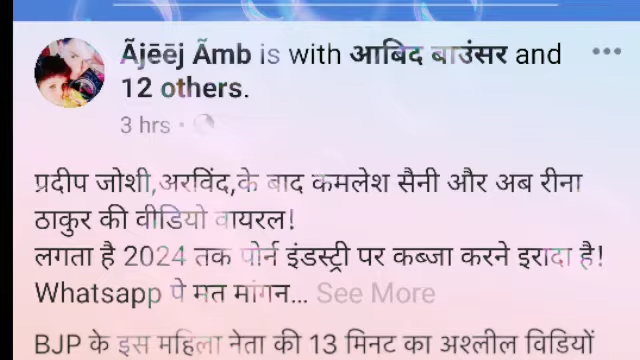 Ãjēēj Ãmb is with आबिद बाउंसर and
12 others.
3 hrs
प्रदीप जोशी,अरविंद,के बाद कमलेश सैनी और अब रीना
ठाकुर की वीडियो वायरल!
लगता है 2024 तक पोर्न इंडस्ट्री पर कब्जा करने इरादा है!
Whatsapp पे मत मांगन... See More
BJP के इस महिला नेता की 13 मिनट का अश्लील विडियों